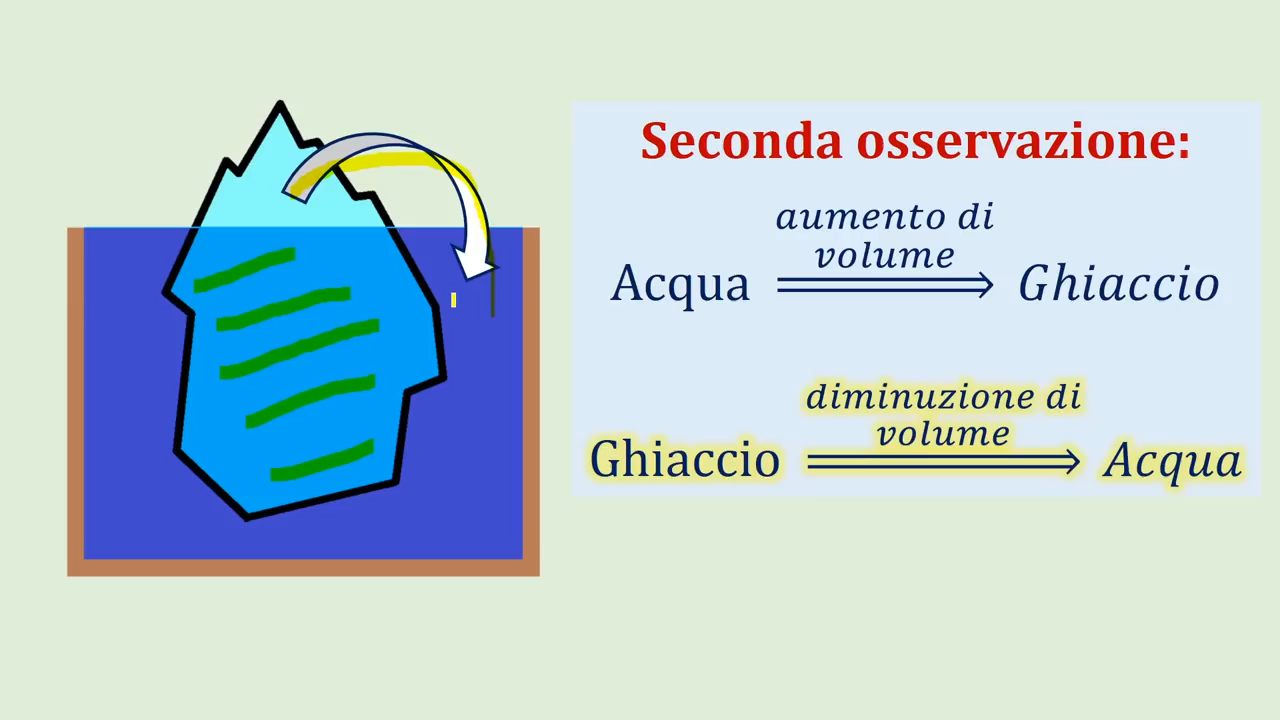 Seconda osservazione:
aumento di
volume
Acqua ⟹ Ghiaccio
diminuzione di
volume
Ghiaccio ⟹ Acqua